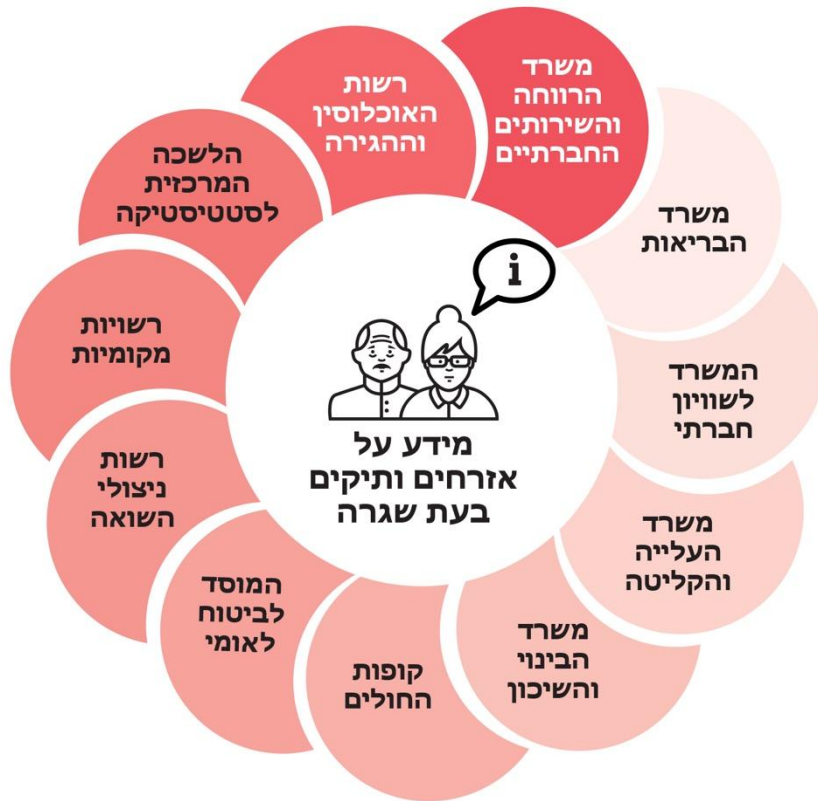 משרד
הרווחה
והשירותים
החברתיים
משרד
הבריאות
המשרד
לשוויון
חברתי
משרד
העלייה
והקליטה
משרד
הבינוי
והשיכון
קופות
החולים
המוסד
לביטוח
לאומי
רשות
ניצולי
השואה
רשויות
מקומיות
הלשכה
המרכזית
לסטטיסטיקה
רשות
האוכלוסין
וההגירה
i
מידע על
אזרחים ותיקים
בעת שגרה